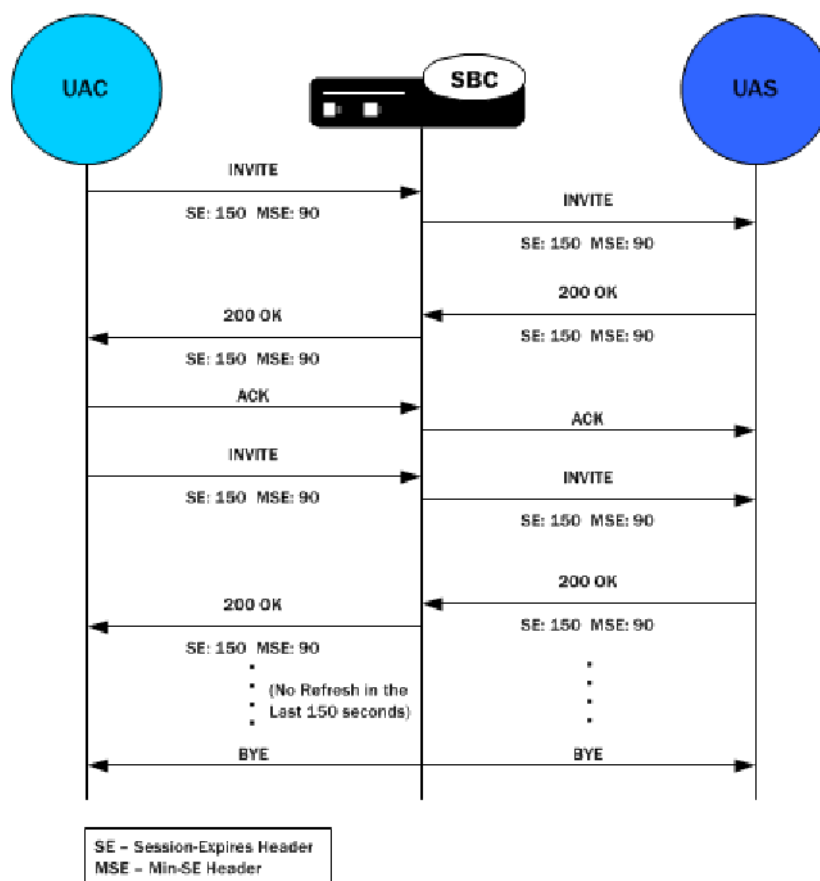 UAC
SBC
UAS
INVITE
SE: 150 MSE: 90
INVITE
SE: 150 MSE: 90
200 OK
SE: 150 MSE: 90
200 OK
SE: 150 MSE: 90
ACK
ACK
INVITE
SE: 150 MSE: 90
INVITE
SE: 150 MSE: 90
200 OK
SE: 150 MSE: 90
200 OK
SE: 150 MSE: 90
(No Refresh in the
Last 150 seconds)
BYE
BYE
SE – Session-Expires Header
MSE – Min-SE Header